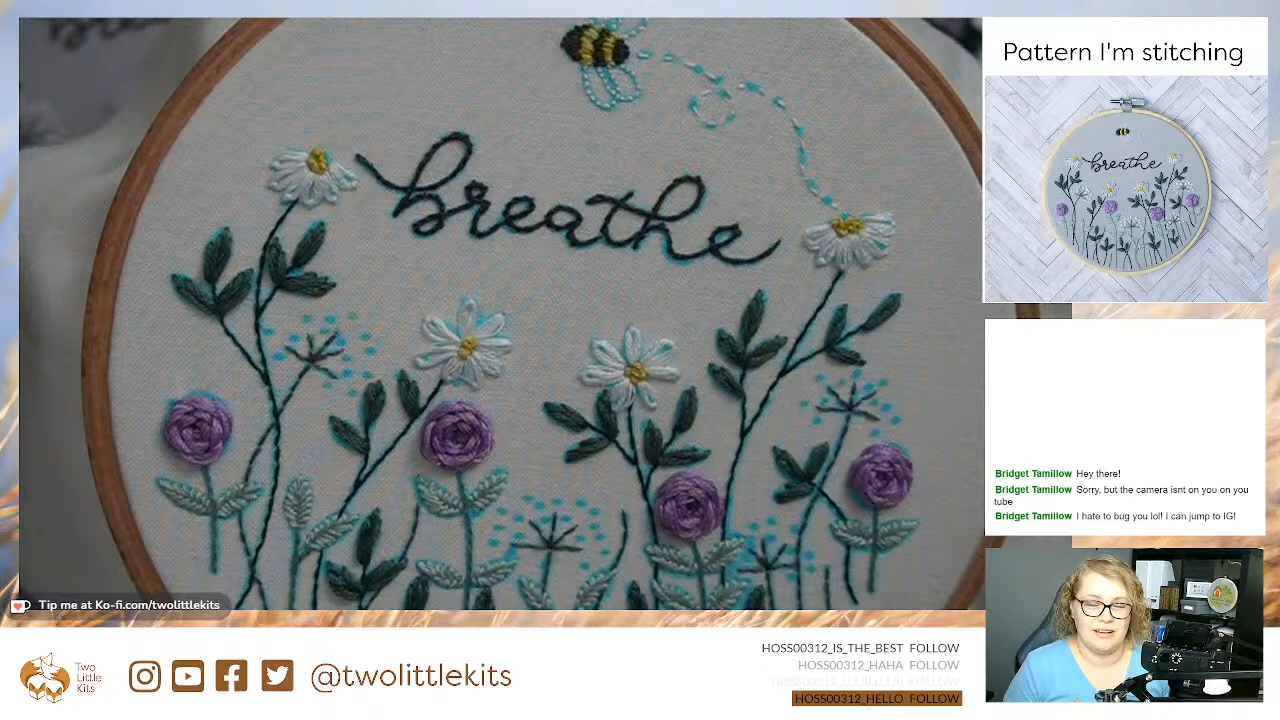 Pattern I'm stitching
breathe
breathe
Bridget Tamillow Hey there!
Bridget Tamillow Sorry, but the camera isnt on you on you
tube
Bridget Tamillow I hate to bug you lol! I can jump to IG!
Tip me at Ko-fi.com/twolittlekits
Two
Little
Kits
@twolittlekits
HOSS00312_IS_THE_BEST FOLLOW
HOSS00312_HAHA FOLLOW
HOSS00312_HELLO FOLLOW